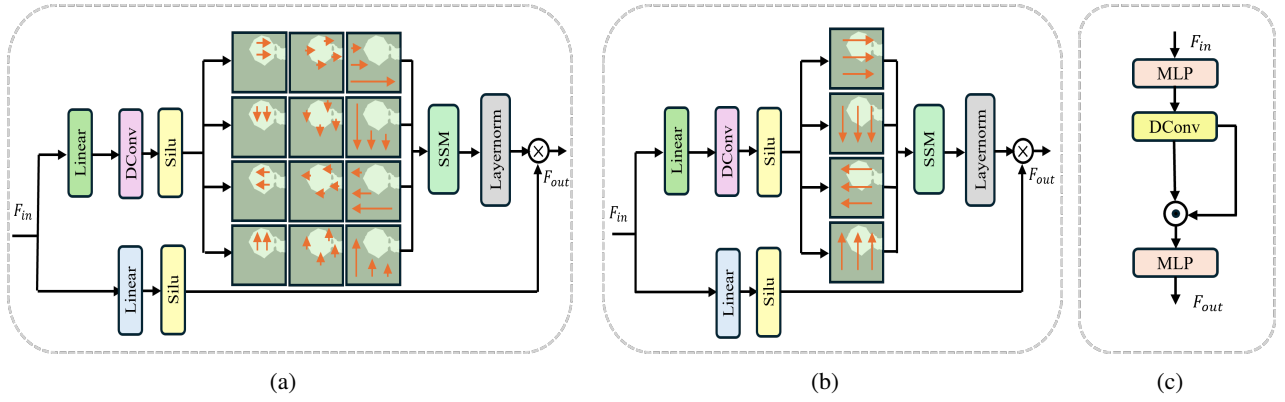 F_in
Linear
DConv
Silu
SSM
Layernorm
F_out
Linear
Silu
(a)
F_in
Linear
DConv
Silu
SSM
Layernorm
F_out
Linear
Silu
(b)
F_in
MLP
DConv
MLP
F_out
(c)